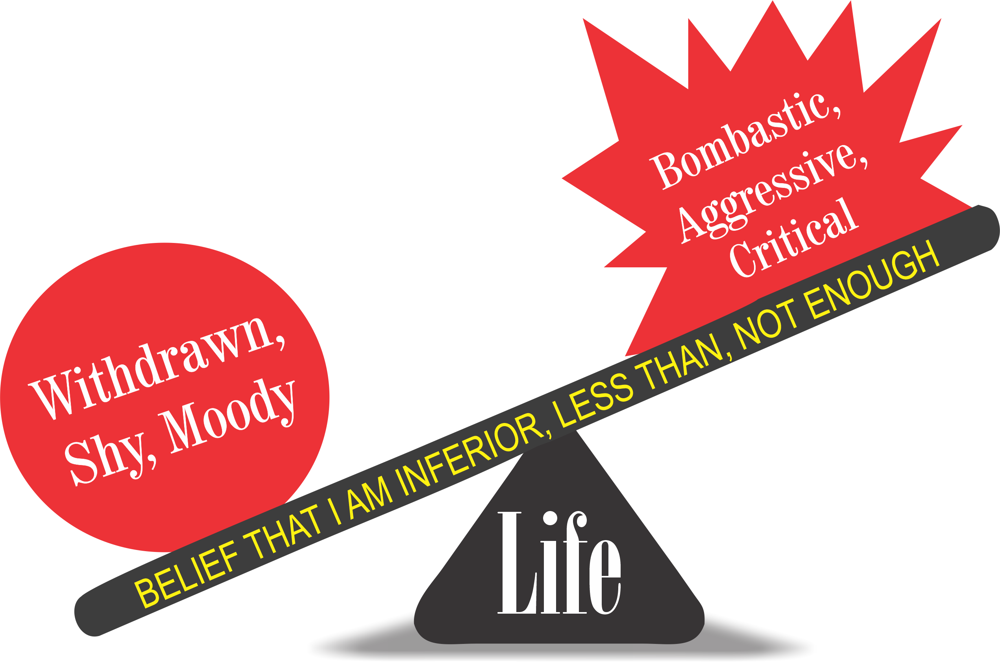 Bombastic,
Aggressive,
Critical
Withdrawn,
Shy, Moody
BELIEF THAT I AM INFERIOR, LESS THAN, NOT ENOUGH
Life